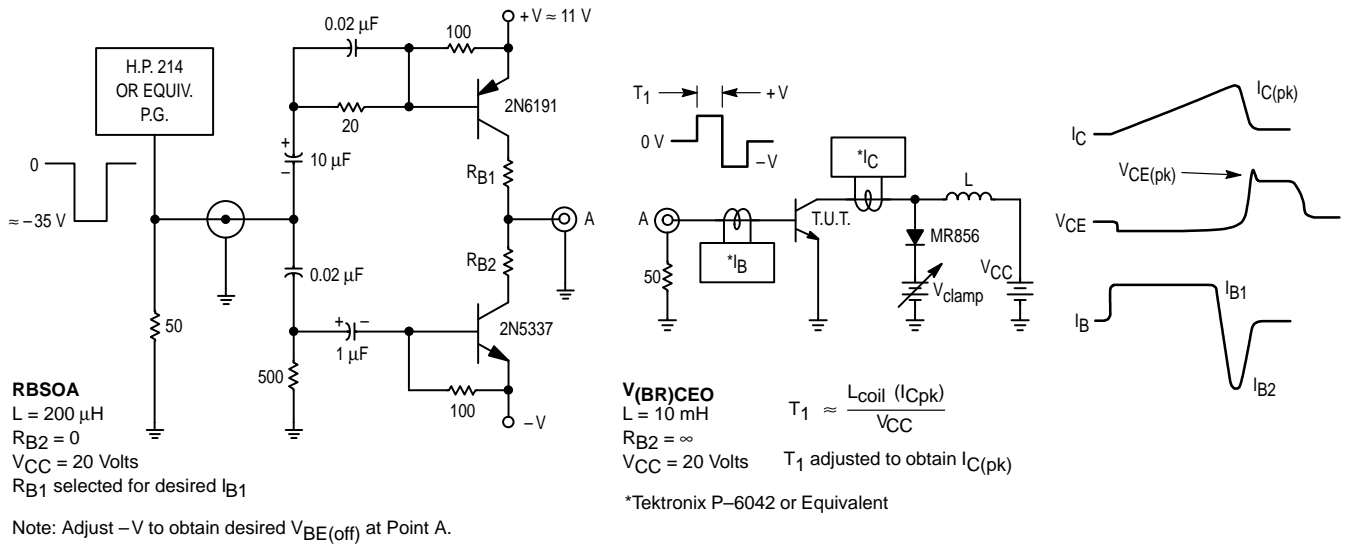 0.02 μF
100
+V ≈ 11 V
H.P. 214
OR EQUIV.
P.G.
20
2N6191
0
≈ −35 V
+
10 μF
−
RB1
A
RB2
0.02 μF
50
+ −
1 μF
2N5337
500
100
−V
T1
+V
0 V
−V
*IC
L
T.U.T.
A
*IB
50
MR856
Vclamp
VCC
IC(pk)
IC
VCE(pk)
VCE
IB1
IB
IB2
RBSOA
L = 200 μH
RB2 = 0
VCC = 20 Volts
RB1 selected for desired IB1
Note: Adjust −V to obtain desired VBE(off) at Point A.
V(BR)CEO
L = 10 mH
RB2 = ∞
VCC = 20 Volts
T1 ≈ Lcoil (ICpk)
VCC
T1 adjusted to obtain IC(pk)
*Tektronix P–6042 or Equivalent